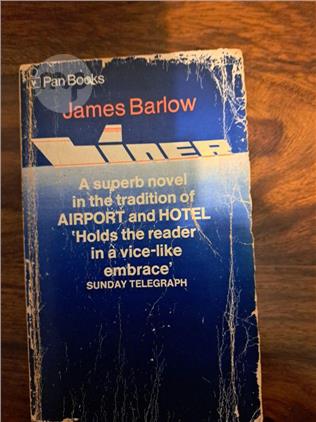 Pan Books
James Barlow
LINER
A superb novel
in the tradition of
AIRPORT and HOTEL
'Holds the reader
in a vice-like
embrace'
SUNDAY TELEGRAPH